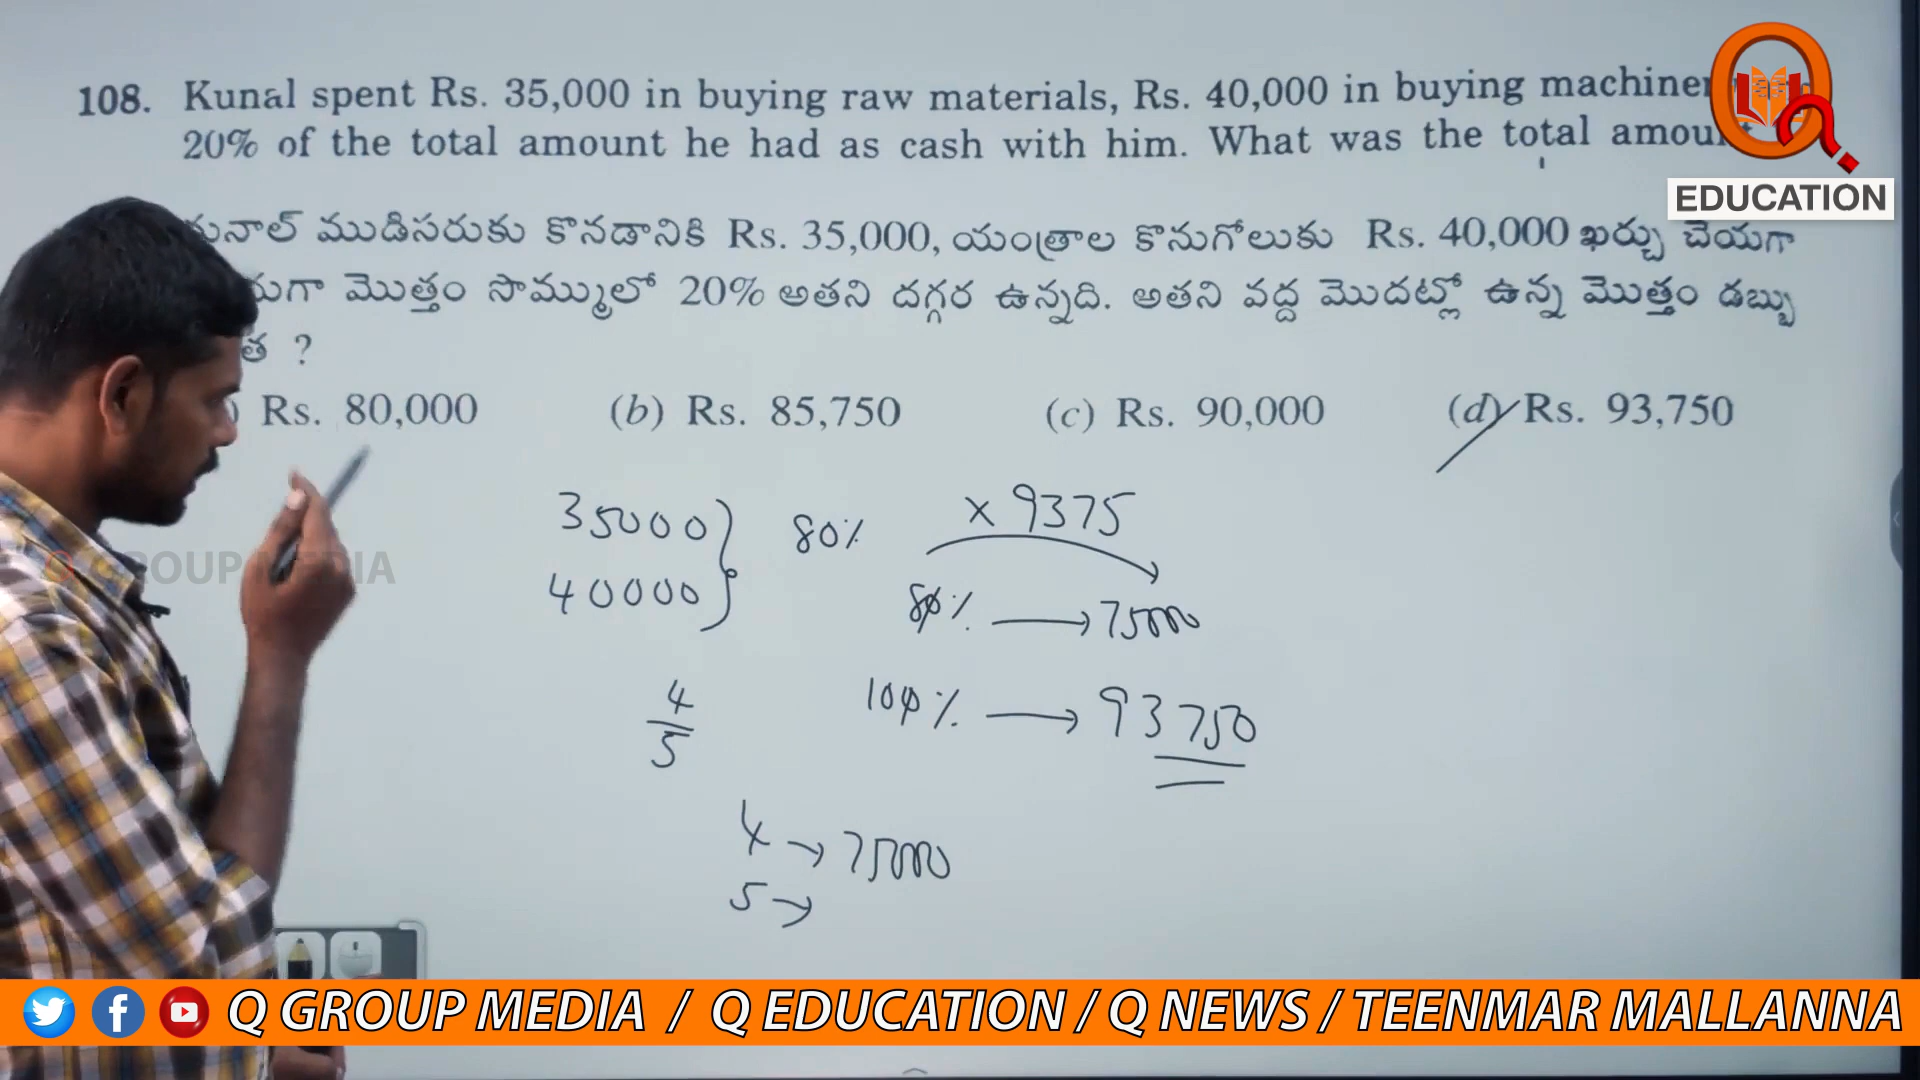 108. Kunal spent Rs. 35,000 in buying raw materials, Rs. 40,000 in buying
20% of the total amount he had as cash with him. What was the total
ముడిసరుకు కొనడానికి Rs. 35,000, యంత్రాల కొనుగోలుకు Rs. 40,000 ఖర్చు చేయగా
మొత్తం సొమ్ములో 20% అతని దగ్గర ఉన్నది. అతని వద్ద మొదట్లో ఉన్న మొత్తం డబ్బు
?
Rs. 80,000 (b) Rs. 85,750 (c) Rs. 90,000 (d) Rs. 93,750
35000
40000
80%
× 9375
80% → 75000
100% → 93750
4
5
4 → 75000
5 →
EDUCATION
Q GROUP MEDIA
Q GROUP MEDIA / Q EDUCATION / Q NEWS / TEENMAR MALLANNA